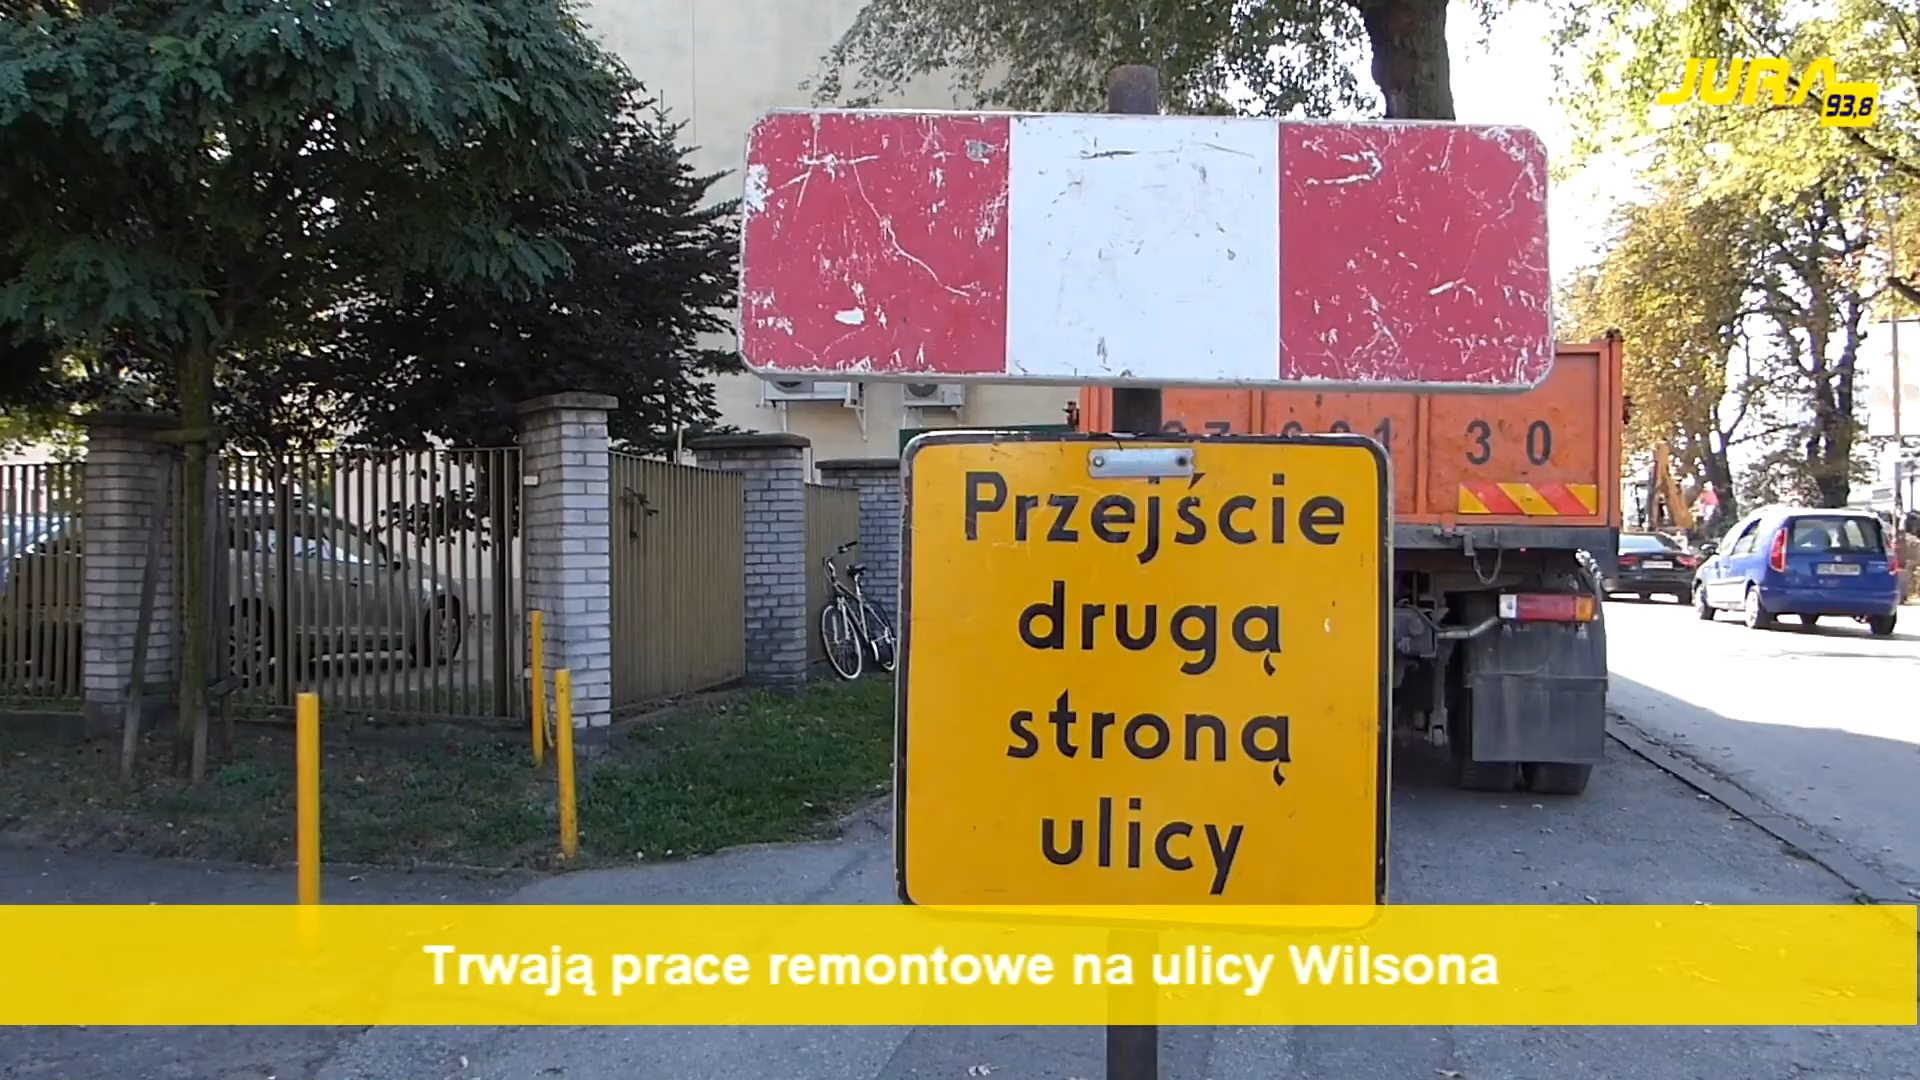 JURA
93,8
30
Przejście
drugą
stroną
ulicy
Trwają prace remontowe na ulicy Wilsona